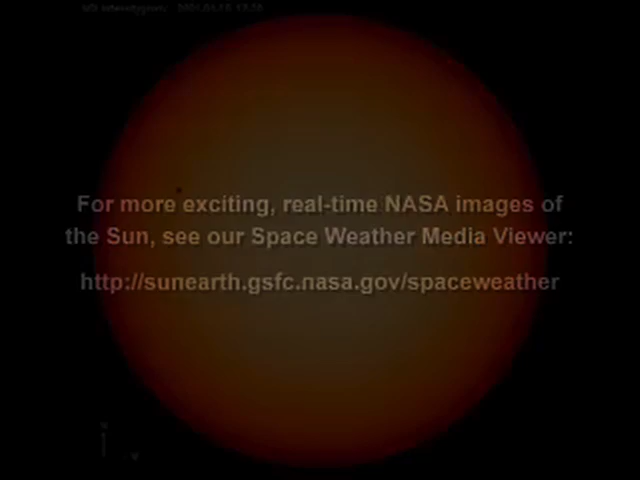 For more exciting, real-time NASA images of
the Sun, see our Space Weather Media Viewer:
http://sunearth.gsfc.nasa.gov/spaceweather